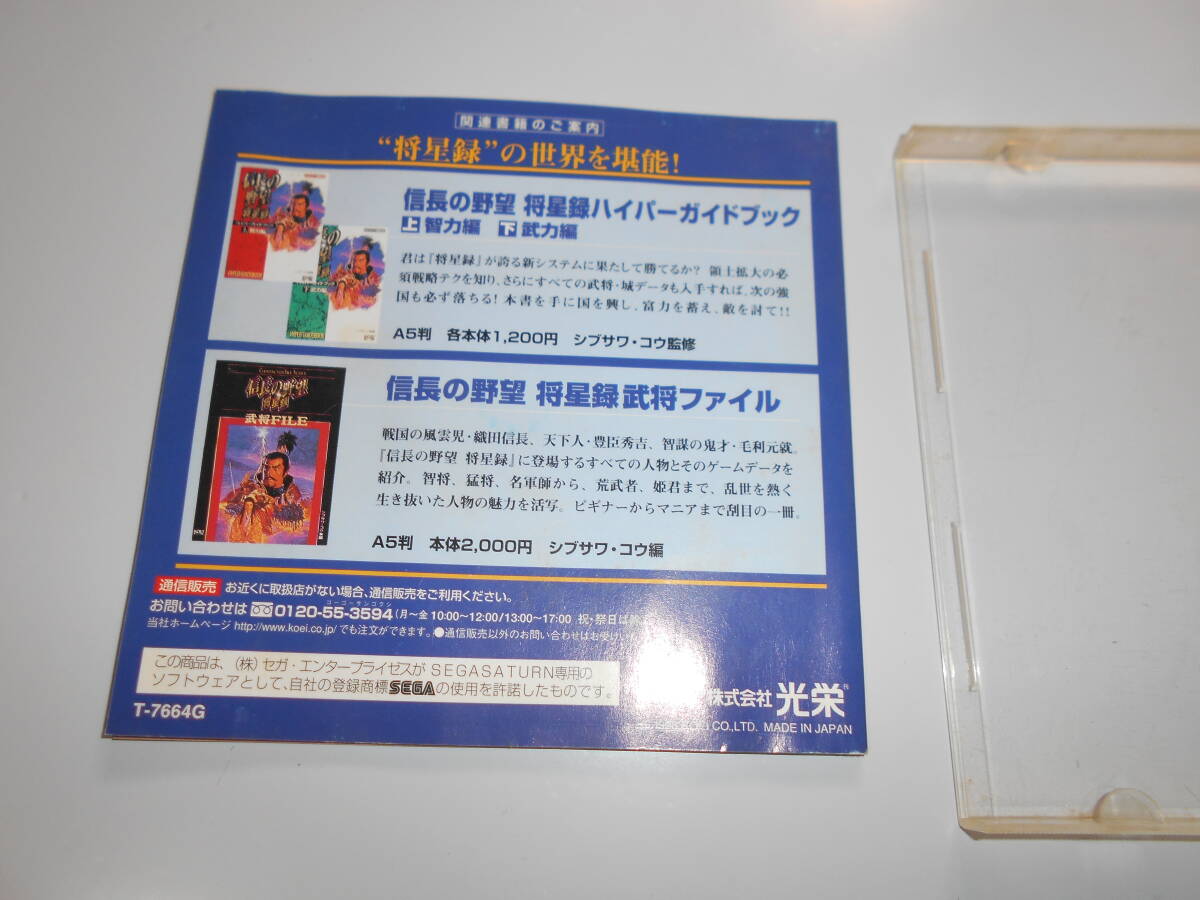 関連書籍のご案内
“将星録”の世界を堪能！
信長の野望 将星録ハイパーガイドブック
上 智力編 下 武力編
君は『将星録』が誇る新システムに果たして勝てるか？ 領土拡大の必
須戦略テクを知り、さらにすべての武将・城データも入手すれば、次の強
国も必ず落ちる！本書を手に国を興し、富力を蓄え、敵を討て!!
A5判 各本体1,200円 シブサワ・コウ監修
信長の野望
武将FILE
信長の野望 将星録 武将ファイル
戦国の風雲児・織田信長、天下人・豊臣秀吉、智謀の鬼才・毛利元就。
『信長の野望 将星録』に登場するすべての人物とそのゲームデータを
紹介。智将、猛将、名軍師から、荒武者、姫君まで、乱世を熱く
生き抜いた人物の魅力を活写。ビギナーからマニアまで刮目の一冊。
A5判 本体2,000円 シブサワ・コウ編
通信販売 お近くに取扱店がない場合、通信販売をご利用ください。
ゴーゴーサンゴクシ
お問い合わせは 0120-55-3594 (月〜金 10:00〜12:00/13:00〜17:00 祝・祭日は
当社ホームページ http://www.koei.co.jp/ でも注文ができます。●通信販売以外のお問い合わせはお受け
この商品は、（株）セガ・エンタープライゼスが SEGASATURN専用の
ソフトウェアとして、自社の登録商標SEGAの使用を許諾したものです。
T-7664G
株式会社 光栄
CO.,LTD. MADE IN JAPAN